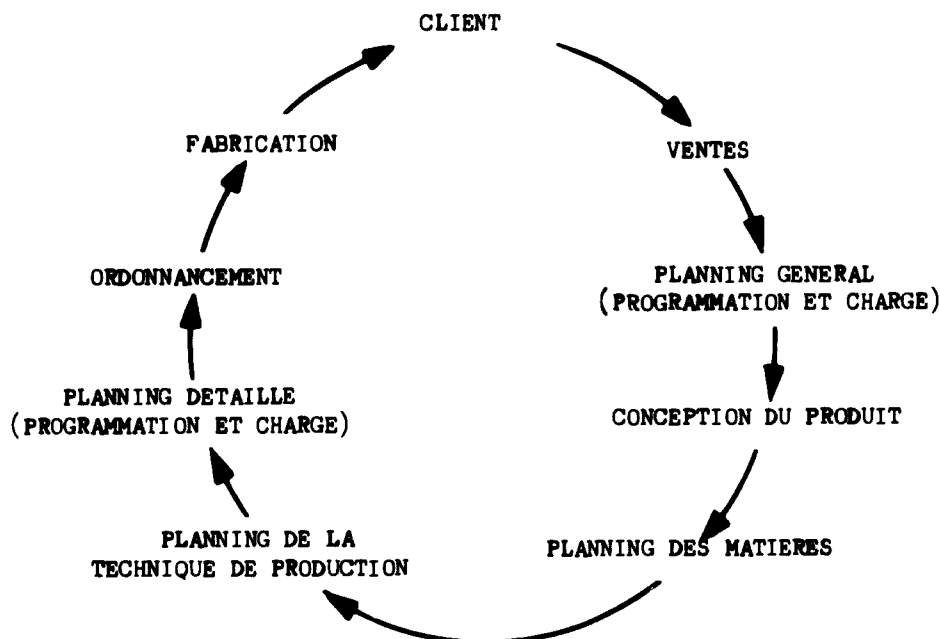 CLIENT
VENTES
PLANNING GENERAL
(PROGRAMMATION ET CHARGE)
CONCEPTION DU PRODUIT
PLANNING DES MATIERES
PLANNING DE LA
TECHNIQUE DE PRODUCTION
PLANNING DETAILLE
(PROGRAMMATION ET CHARGE)
ORDONNANCEMENT
FABRICATION